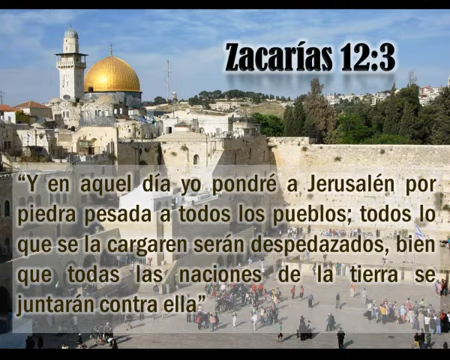 Zacarías 12:3
“Y en aquel día yo pondré a Jerusalén por
piedra pesada a todos los pueblos; todos lo
que se la cargaren serán despedazados, bien
que todas las naciones de la tierra se
juntarán contra ella”